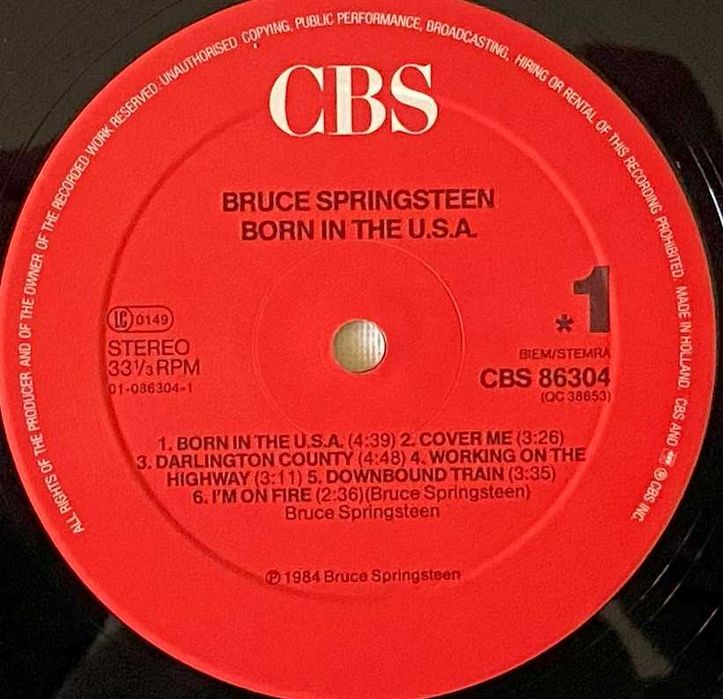 ALL RIGHTS OF THE PRODUCER AND OF THE OWNER OF THE RECORDED WORK RESERVED. UNAUTHORISED COPYING, PUBLIC PERFORMANCE, BROADCASTING, HIRING OR RENTAL OF THIS RECORDING PROHIBITED. MADE IN HOLLAND. CBS AND ℗ CBS INC
CBS
BRUCE SPRINGSTEEN
BORN IN THE U.S.A.
*1
LC 0149
STEREO
33 1/3 RPM
01-086304-1
BIEM/STEMRA
CBS 86304
(QC 38653)
1. BORN IN THE U.S.A. (4:39) 2. COVER ME (3:26)
3. DARLINGTON COUNTY (4:48) 4. WORKING ON THE
HIGHWAY (3:11) 5. DOWNBOUND TRAIN (3:35)
6. I'M ON FIRE (2:36)(Bruce Springsteen)
Bruce Springsteen
℗ 1984 Bruce Springsteen